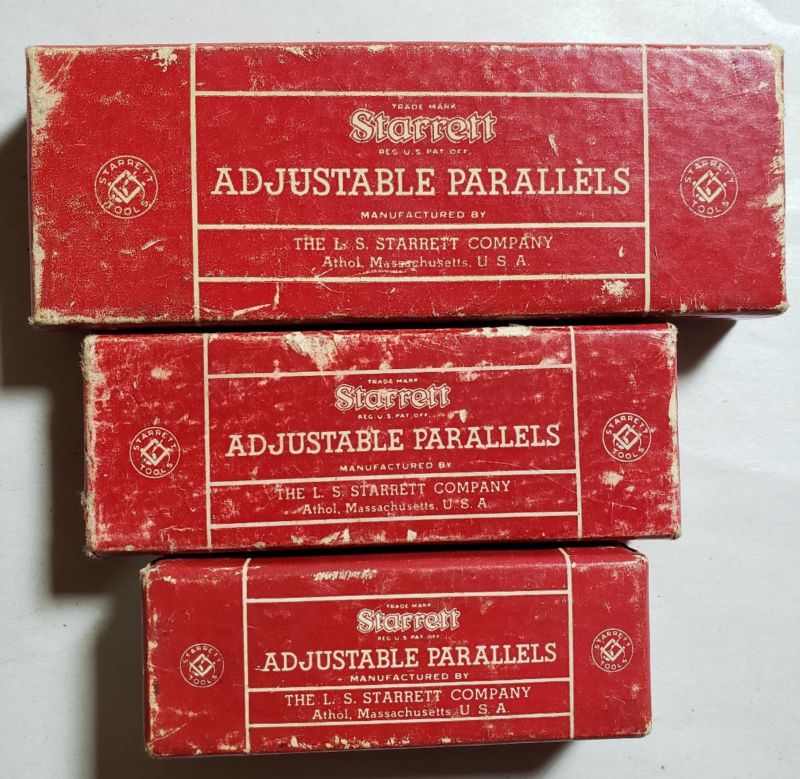 TRADE MARK
Starrett
REG. U.S. PAT. OFF.
ADJUSTABLE PARALLELS
MANUFACTURED BY
THE L. S. STARRETT COMPANY
Athol, Massachusetts, U. S. A.
STARRETT
TOOLS
STARRETT
TOOLS
TRADE MARK
Starrett
REG. U.S. PAT. OFF.
ADJUSTABLE PARALLELS
MANUFACTURED BY
THE L. S. STARRETT COMPANY
Athol, Massachusetts, U. S. A.
STARRETT
TOOLS
STARRETT
TOOLS
TRADE MARK
Starrett
REG. U.S. PAT. OFF.
ADJUSTABLE PARALLELS
MANUFACTURED BY
THE L. S. STARRETT COMPANY
Athol, Massachusetts, U. S. A.
STARRETT
TOOLS
STARRETT
TOOLS